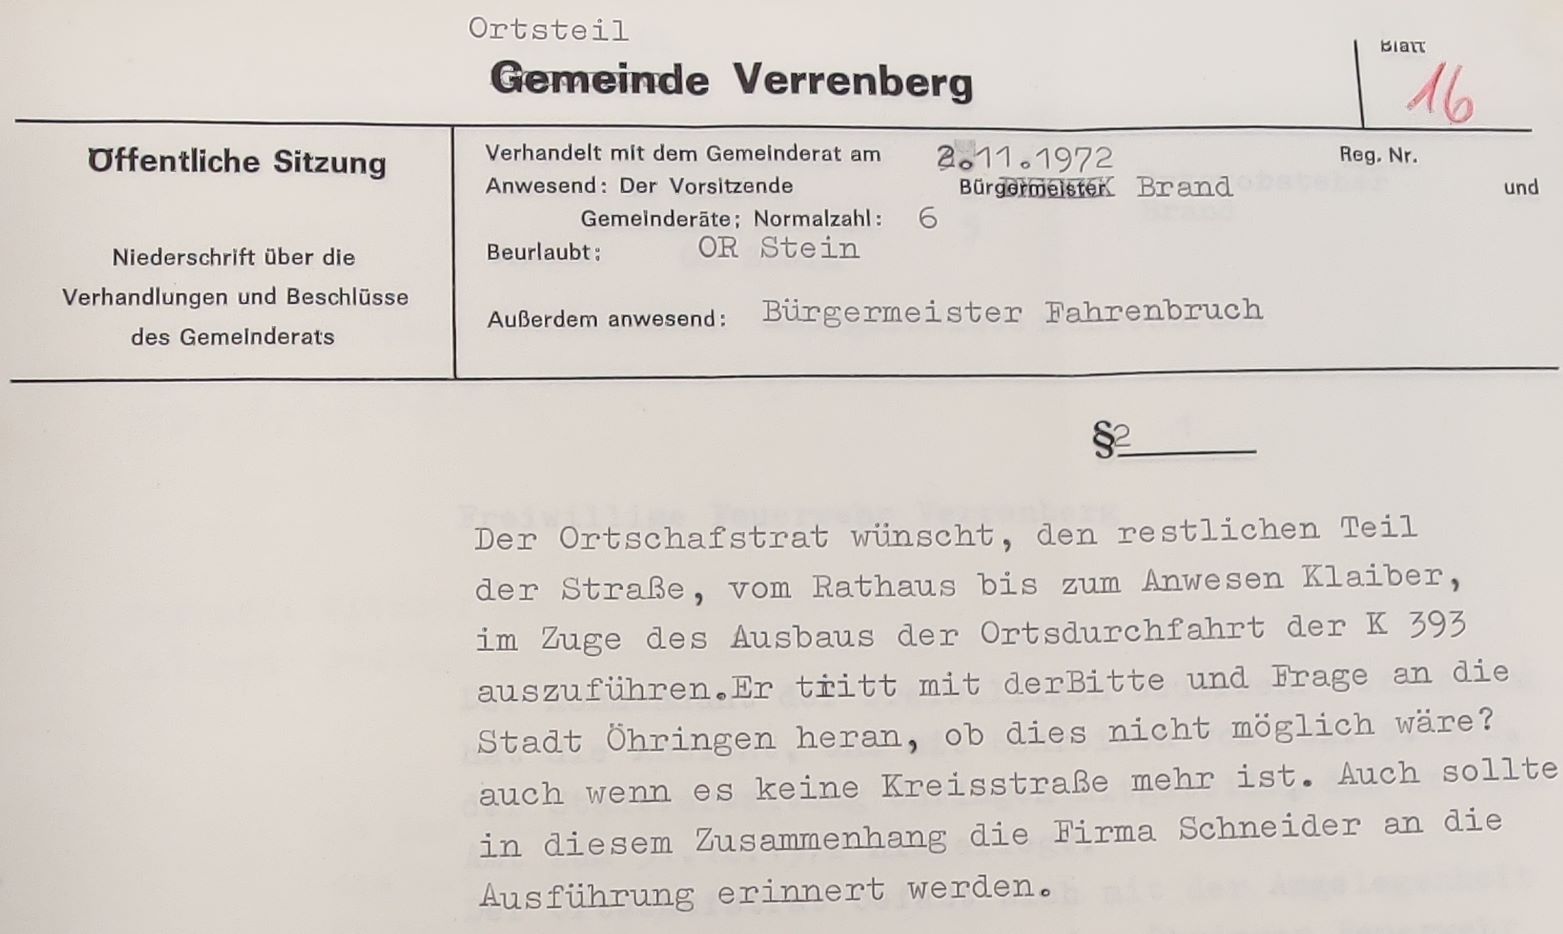 Ortsteil
Gemeinde Verrenberg
Blatt
16
Öffentliche Sitzung
Niederschrift über die
Verhandlungen und Beschlüsse
des Gemeinderats
Verhandelt mit dem Gemeinderat am 2.11.1972
Reg. Nr.
Anwesend: Der Vorsitzende Bürgermeister Brand und
Gemeinderäte; Normalzahl: 6
Beurlaubt: OR Stein
Außerdem anwesend: Bürgermeister Fahrenbruch
§2
Der Ortschafstrat wünscht, den restlichen Teil
der Straße, vom Rathaus bis zum Anwesen Klaiber,
im Zuge des Ausbaus der Ortsdurchfahrt der K 393
auszuführen.Er tritt mit derBitte und Frage an die
Stadt Öhringen heran, ob dies nicht möglich wäre?
auch wenn es keine Kreisstraße mehr ist. Auch sollte
in diesem Zusammenhang die Firma Schneider an die
Ausführung erinnert werden.